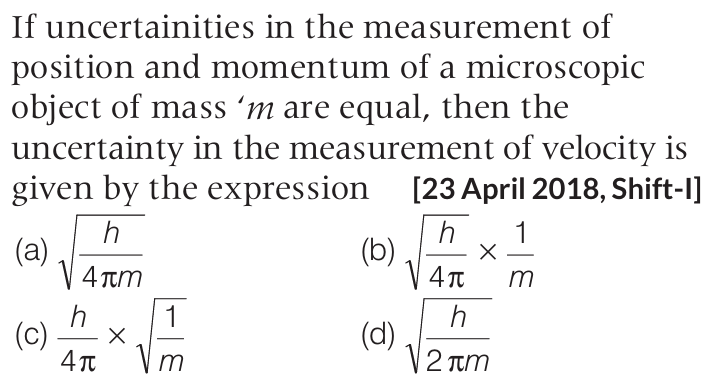 If uncertainities in the measurement of
position and momentum of a microscopic
object of mass ‘m are equal, then the
uncertainty in the measurement of velocity is
given by the expression [23 April 2018, Shift-I]
(a) √(h/4πm) (b) √(h/4π) × 1/m
(c) h/4π × √(1/m) (d) √(h/2πm)